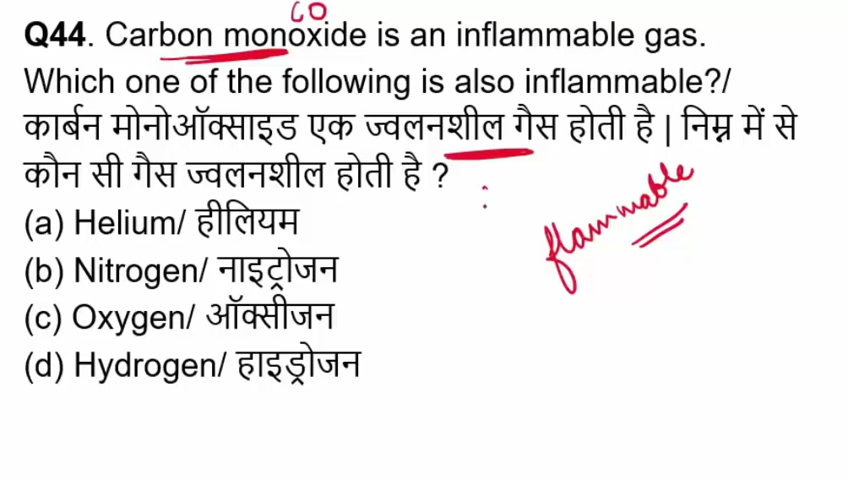 CO
Q44. Carbon monoxide is an inflammable gas.
Which one of the following is also inflammable?/
कार्बन मोनोऑक्साइड एक ज्वलनशील गैस होती है | निम्न में से
कौन सी गैस ज्वलनशील होती है ?
flammable
(a) Helium/ हीलियम
(b) Nitrogen/ नाइट्रोजन
(c) Oxygen/ ऑक्सीजन
(d) Hydrogen/ हाइड्रोजन